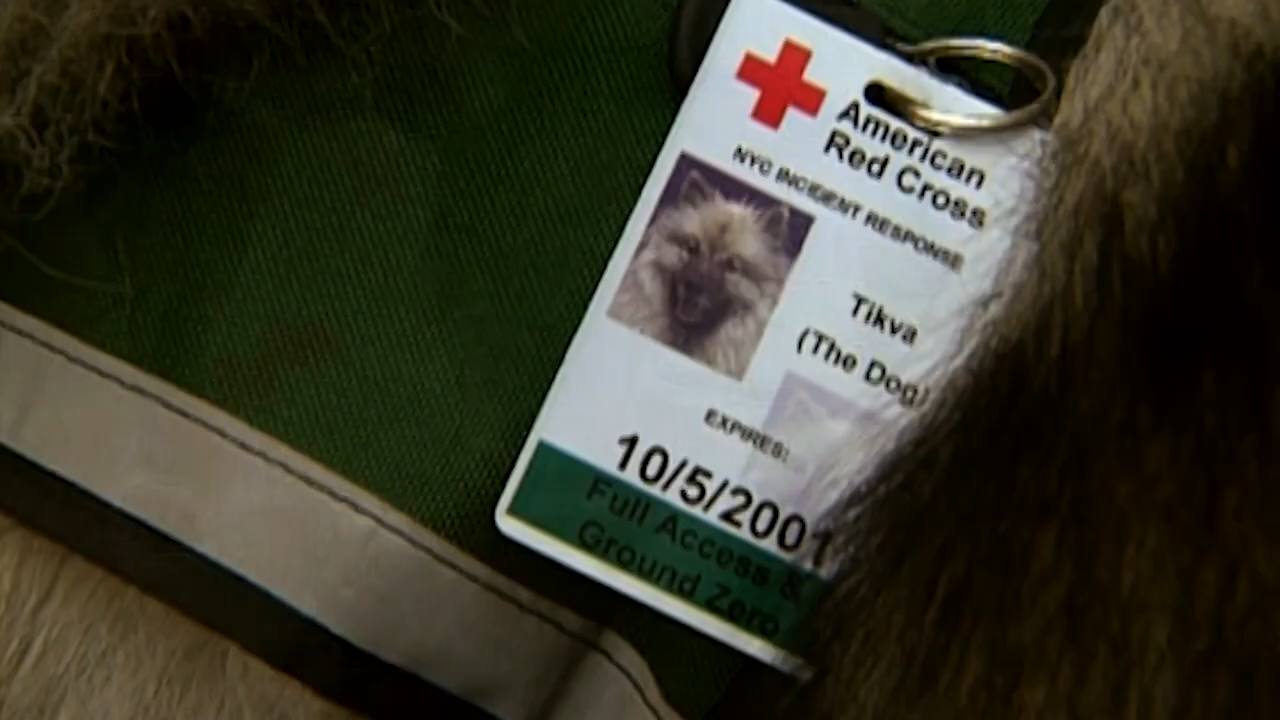 American
Red Cross
NYC INCIDENT RESPONSE
Tikva
(The Dog)
EXPIRES:
10/5/2001
Full Access &
Ground Zero